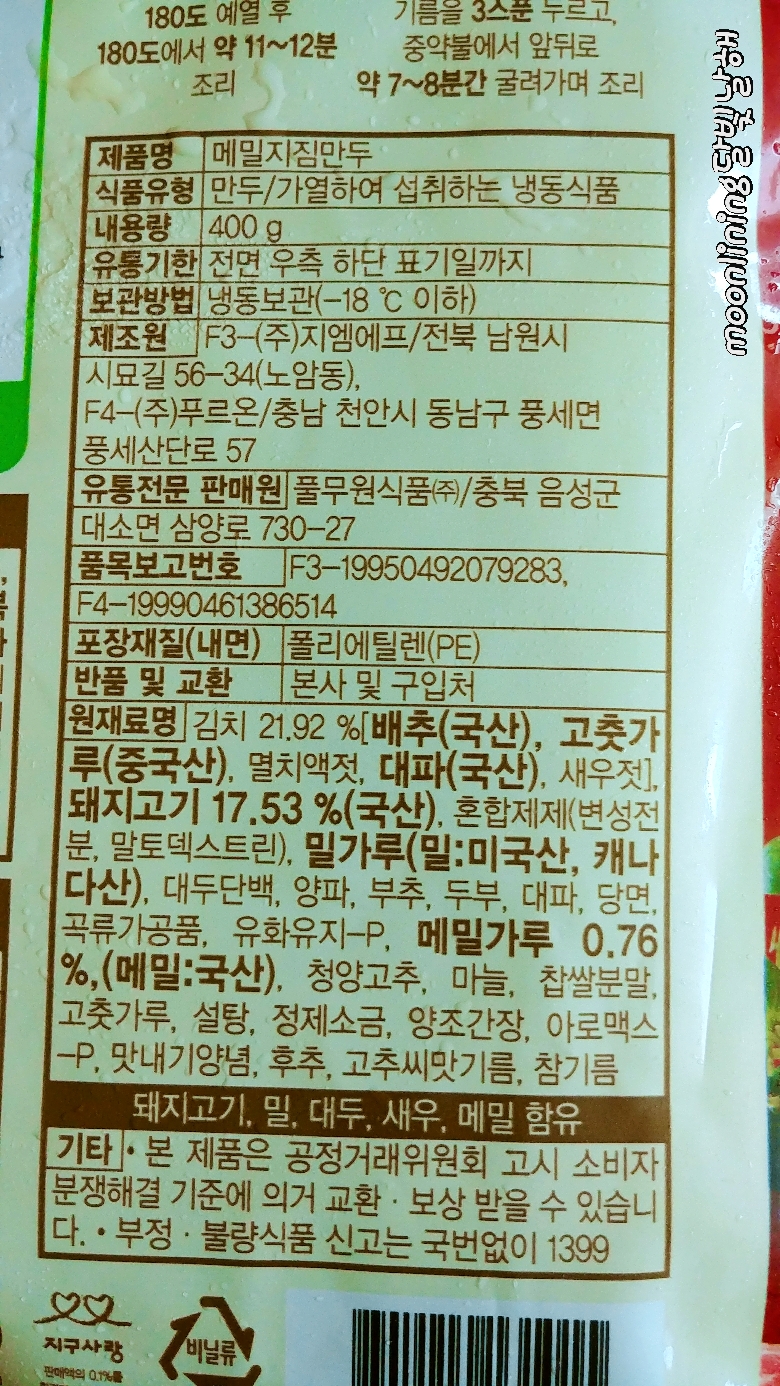 180도 예열 후
180도에서 약 11~12분
조리
기름을 3스푼 두르고,
중약불에서 앞뒤로
약 7~8분간 굴려가며 조리
moonlining달빛나를봐
제품명 메밀지짐만두
식품유형 만두/가열하여 섭취하는 냉동식품
내용량 400 g
유통기한 전면 우측 하단 표기일까지
보관방법 냉동보관(-18 ℃ 이하)
제조원 F3-(주)지엠에프/전북 남원시
시묘길 56-34(노암동),
F4-(주)푸르온/충남 천안시 동남구 풍세면
풍세산단로 57
유통전문 판매원 풀무원식품㈜/충북 음성군
대소면 삼양로 730-27
품목보고번호 F3-19950492079283,
F4-19990461386514
포장재질(내면) 폴리에틸렌(PE)
반품 및 교환 본사 및 구입처
원재료명 김치 21.92 %[배추(국산), 고춧가
루(중국산), 멸치액젓, 대파(국산), 새우젓],
돼지고기 17.53 %(국산), 혼합제제(변성전
분, 말토덱스트린), 밀가루(밀:미국산, 캐나
다산), 대두단백, 양파, 부추, 두부, 대파, 당면,
곡류가공품, 유화유지-P, 메밀가루 0.76
%,(메밀:국산), 청양고추, 마늘, 찹쌀분말,
고춧가루, 설탕, 정제소금, 양조간장, 아로맥스
-P, 맛내기양념, 후추, 고추씨맛기름, 참기름
돼지고기, 밀, 대두, 새우, 메밀 함유
기타 • 본 제품은 공정거래위원회 고시 소비자
분쟁해결 기준에 의거 교환 · 보상 받을 수 있습니
다. • 부정 · 불량식품 신고는 국번없이 1399
지구사랑
판매액의 0.1%를
비닐류